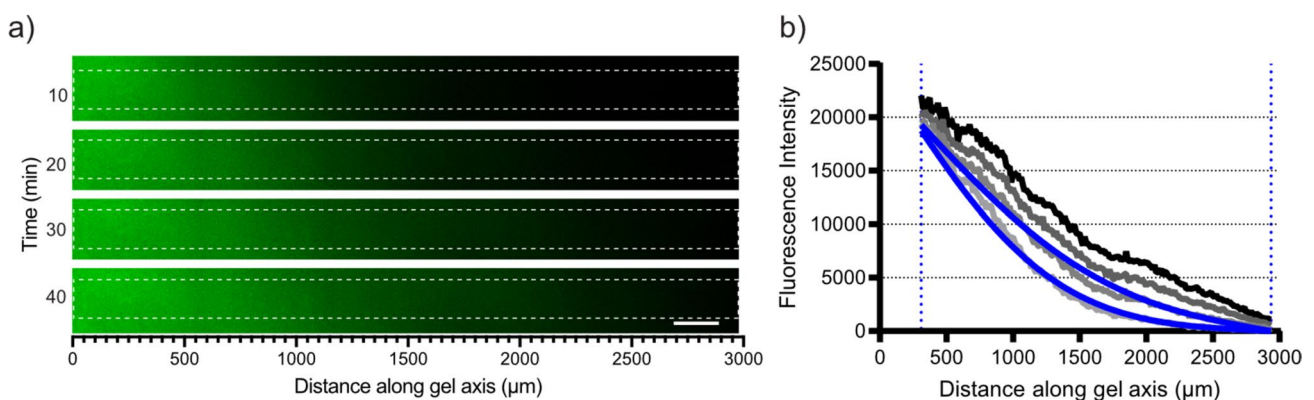 a)
Time (min)
10
20
30
40
0 500 1000 1500 2000 2500 3000
Distance along gel axis (µm)
b)
Fluorescence Intensity
25000
20000
15000
10000
5000
0
0 500 1000 1500 2000 2500 3000
Distance along gel axis (µm)